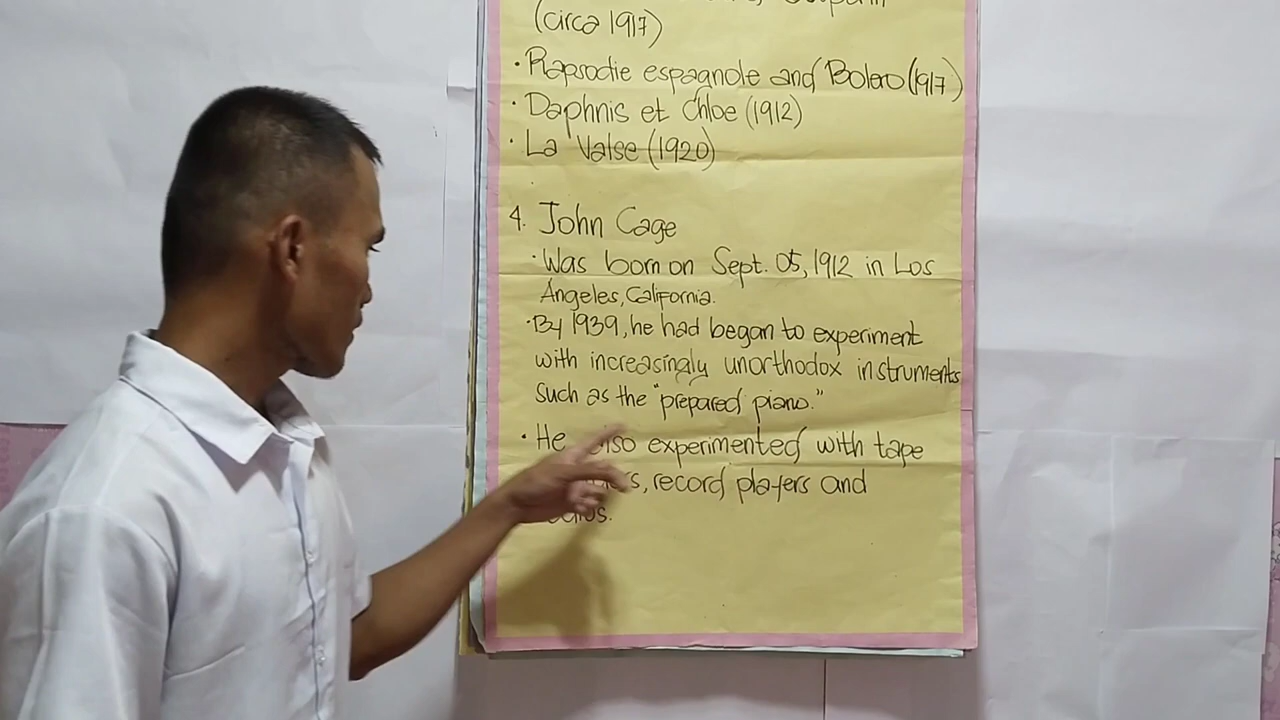 (circa 1917)
· Rapsodie espagnole and Bolero (1917)
· Daphnis et Chloe (1912)
· La Valse (1920)
4. John Cage
· Was born on Sept. 05, 1912 in Los
Angeles, California.
· By 1939, he had began to experiment
with increasingly unorthodox instruments
such as the "prepared piano."
· He also experimented with tape
record players and